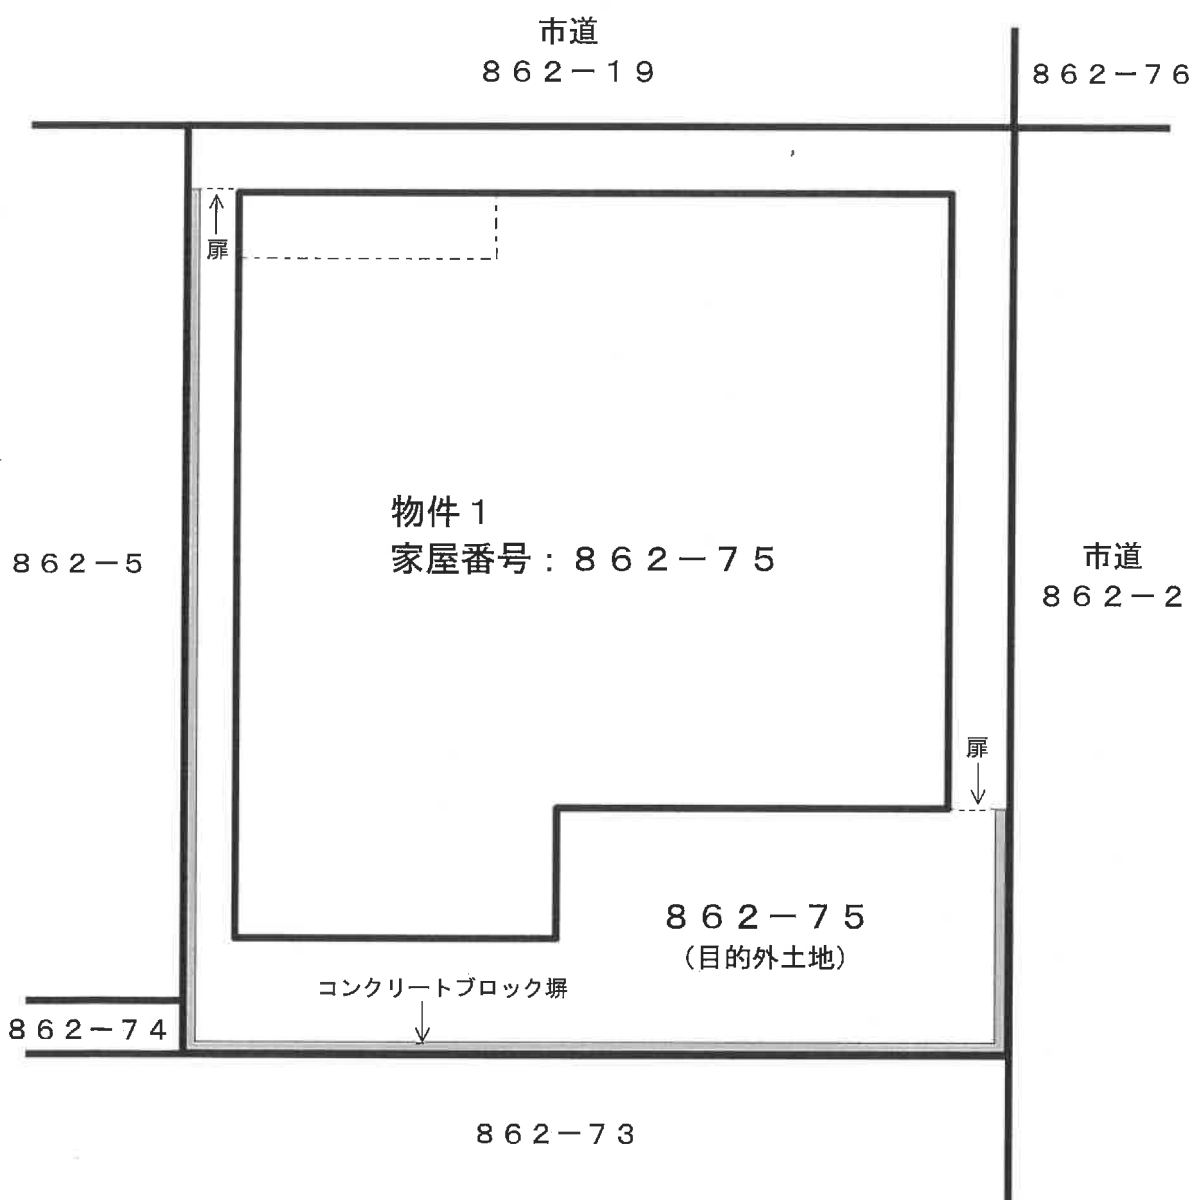 市道
８６２－１９
８６２－７６
扉
物件１
家屋番号：８６２－７５
８６２－５
市道
８６２－２
扉
８６２－７５
（目的外土地）
コンクリートブロック塀
８６２－７４
８６２－７３